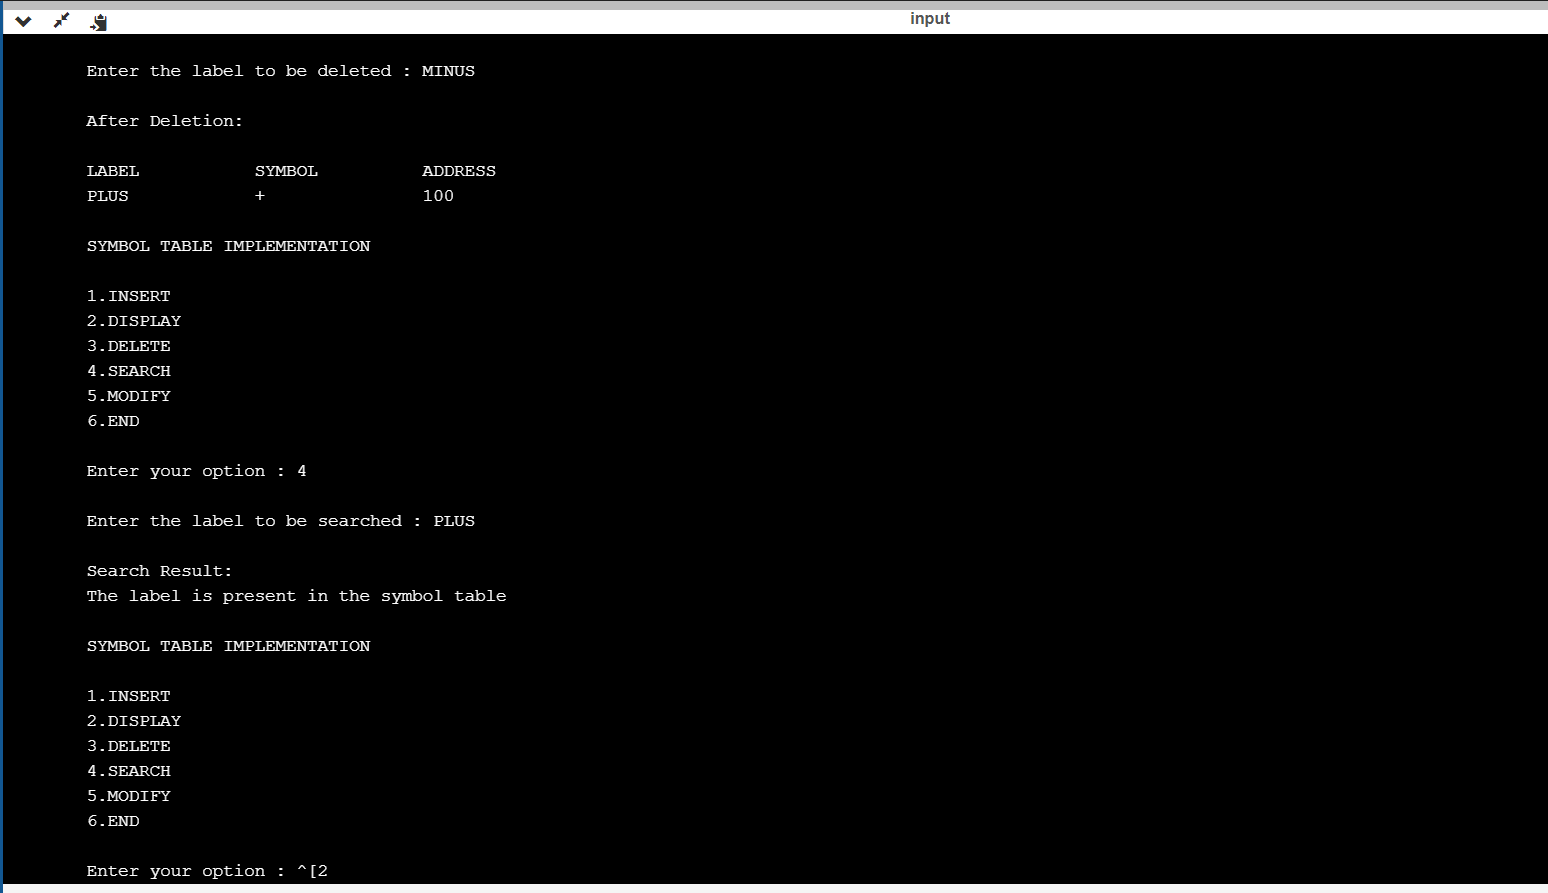 input
Enter the label to be deleted : MINUS
After Deletion:
LABEL SYMBOL ADDRESS
PLUS + 100
SYMBOL TABLE IMPLEMENTATION
1.INSERT
2.DISPLAY
3.DELETE
4.SEARCH
5.MODIFY
6.END
Enter your option : 4
Enter the label to be searched : PLUS
Search Result:
The label is present in the symbol table
SYMBOL TABLE IMPLEMENTATION
1.INSERT
2.DISPLAY
3.DELETE
4.SEARCH
5.MODIFY
6.END
Enter your option : ^[2